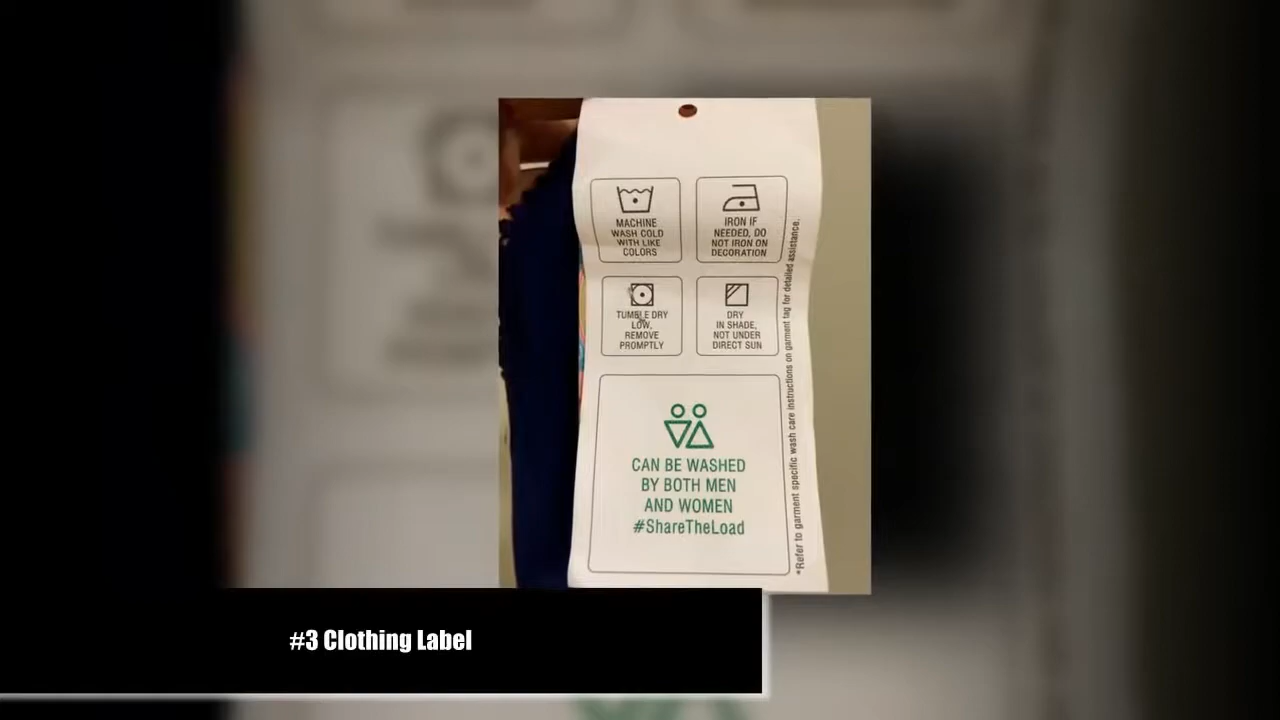 MACHINE
WASH COLD
WITH LIKE
COLORS
IRON IF
NEEDED, DO
NOT IRON ON
DECORATION
TUMBLE DRY
LOW,
REMOVE
PROMPTLY
DRY
IN SHADE,
NOT UNDER
DIRECT SUN
CAN BE WASHED
BY BOTH MEN
AND WOMEN
#ShareTheLoad
*Refer to garment specific wash care instructions on garment tag for detailed assistance.
#3 Clothing Label